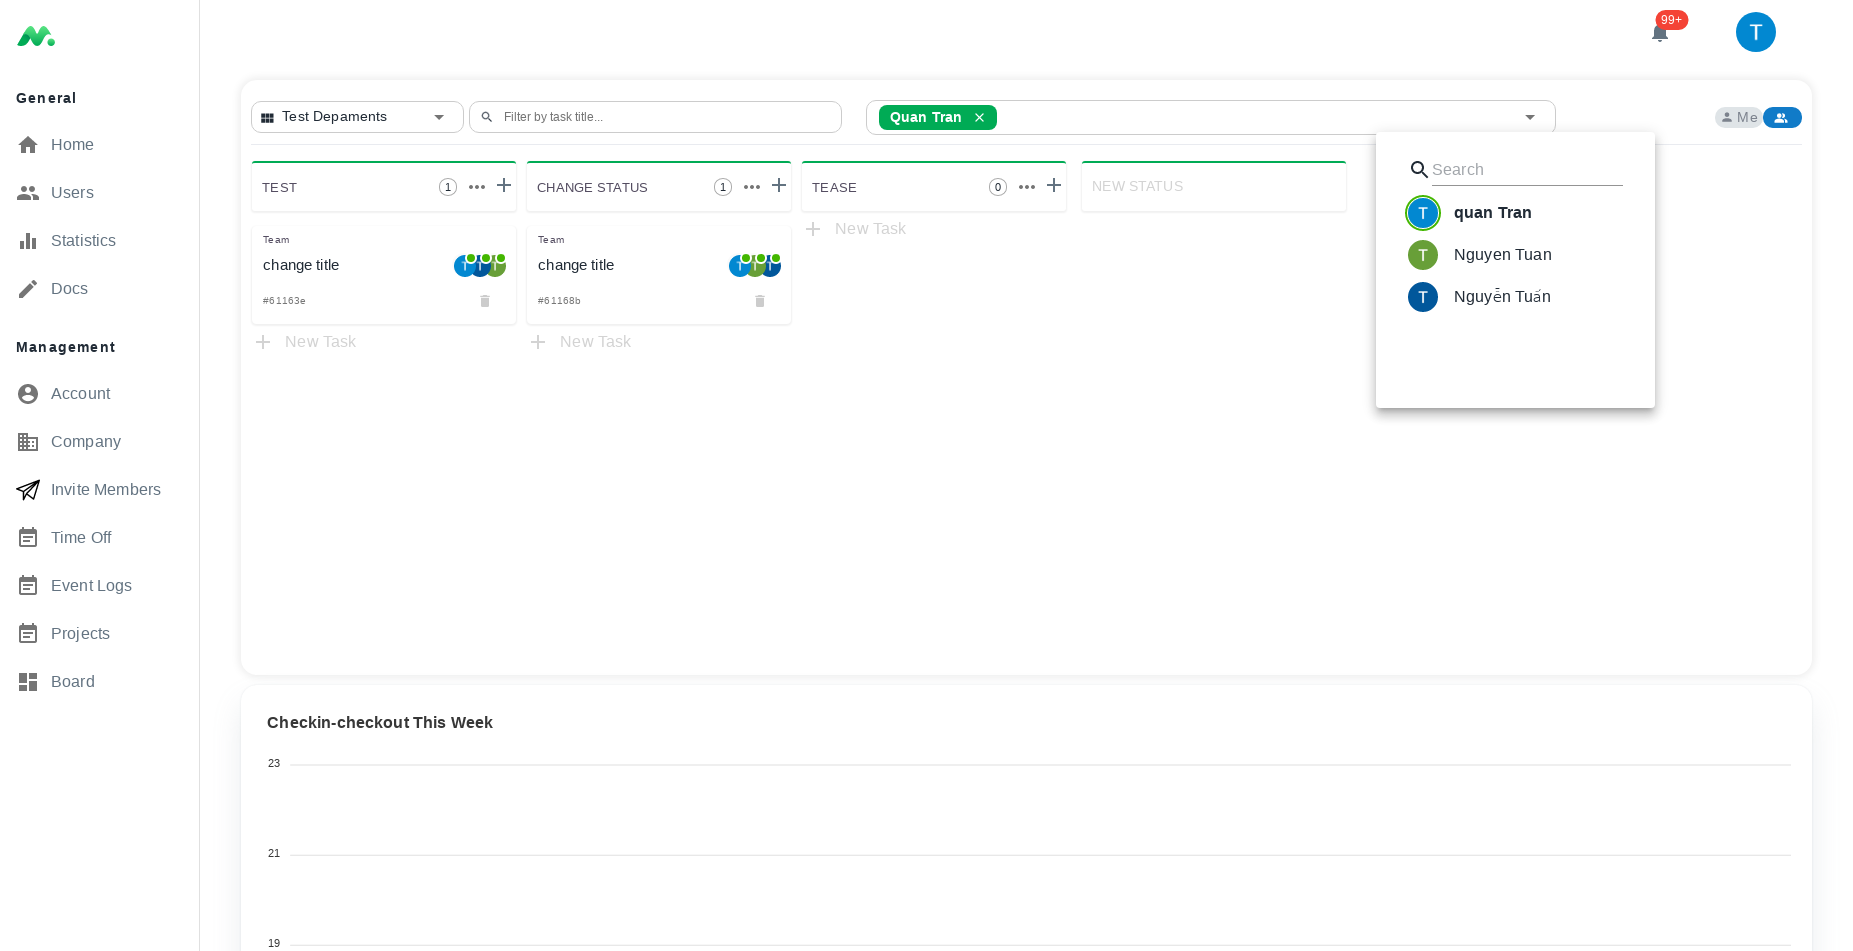 99+
T
General
Home
Users
Statistics
Docs
Management
Account
Company
Invite Members
Time Off
Event Logs
Projects
Board
Test Depaments
Filter by task title...
Quan Tran
Me
TEST
1
CHANGE STATUS
1
TEASE
0
NEW STATUS
Team
change title
T T T
#61163e
New Task
Team
change title
T T T
#61168b
New Task
New Task
Search
T quan Tran
T Nguyen Tuan
T Nguyễn Tuấn
Checkin-checkout This Week
23
21
19